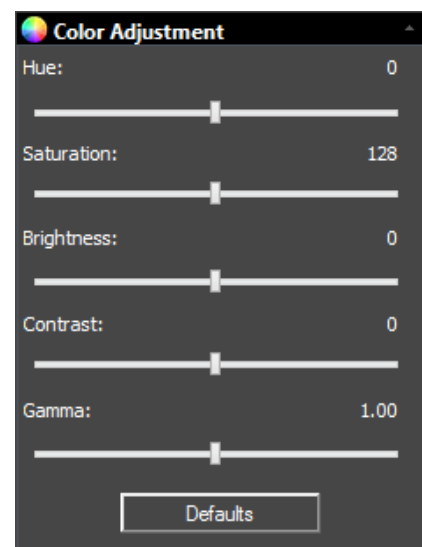 Color Adjustment
Hue: 0
Saturation: 128
Brightness: 0
Contrast: 0
Gamma: 1.00
Defaults